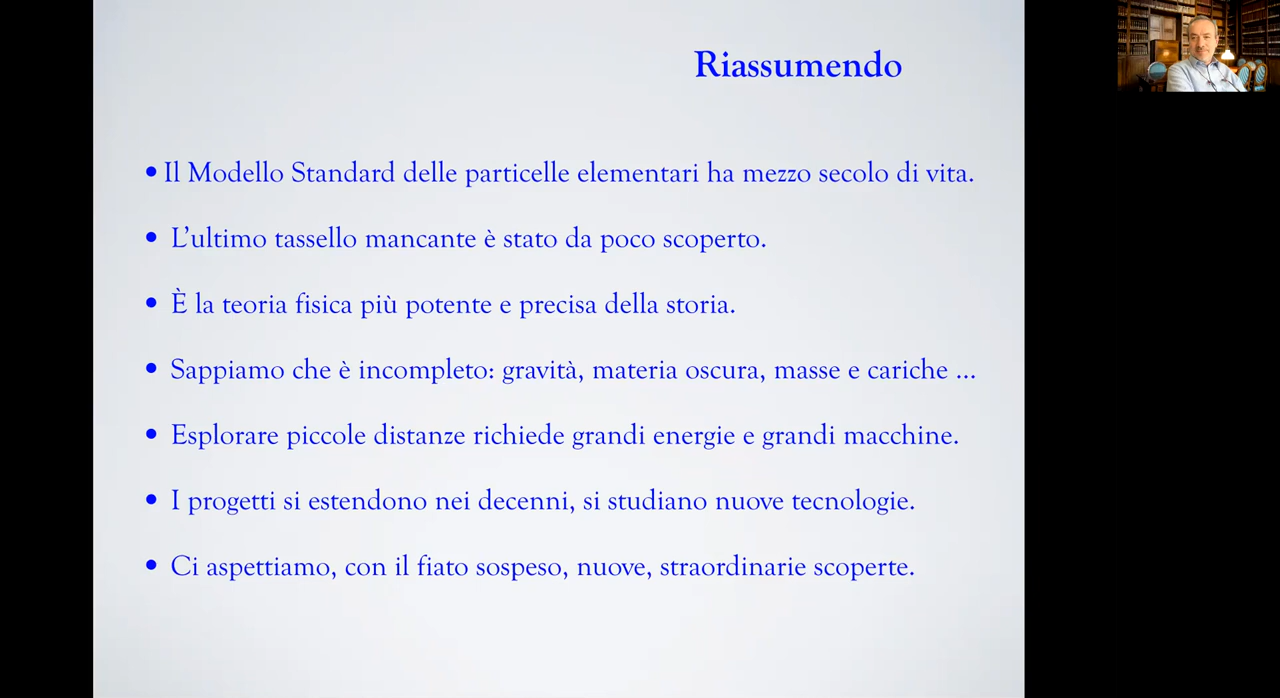 Riassumendo
• Il Modello Standard delle particelle elementari ha mezzo secolo di vita.
• L’ultimo tassello mancante è stato da poco scoperto.
• È la teoria fisica più potente e precisa della storia.
• Sappiamo che è incompleto: gravità, materia oscura, masse e cariche ...
• Esplorare piccole distanze richiede grandi energie e grandi macchine.
• I progetti si estendono nei decenni, si studiano nuove tecnologie.
• Ci aspettiamo, con il fiato sospeso, nuove, straordinarie scoperte.